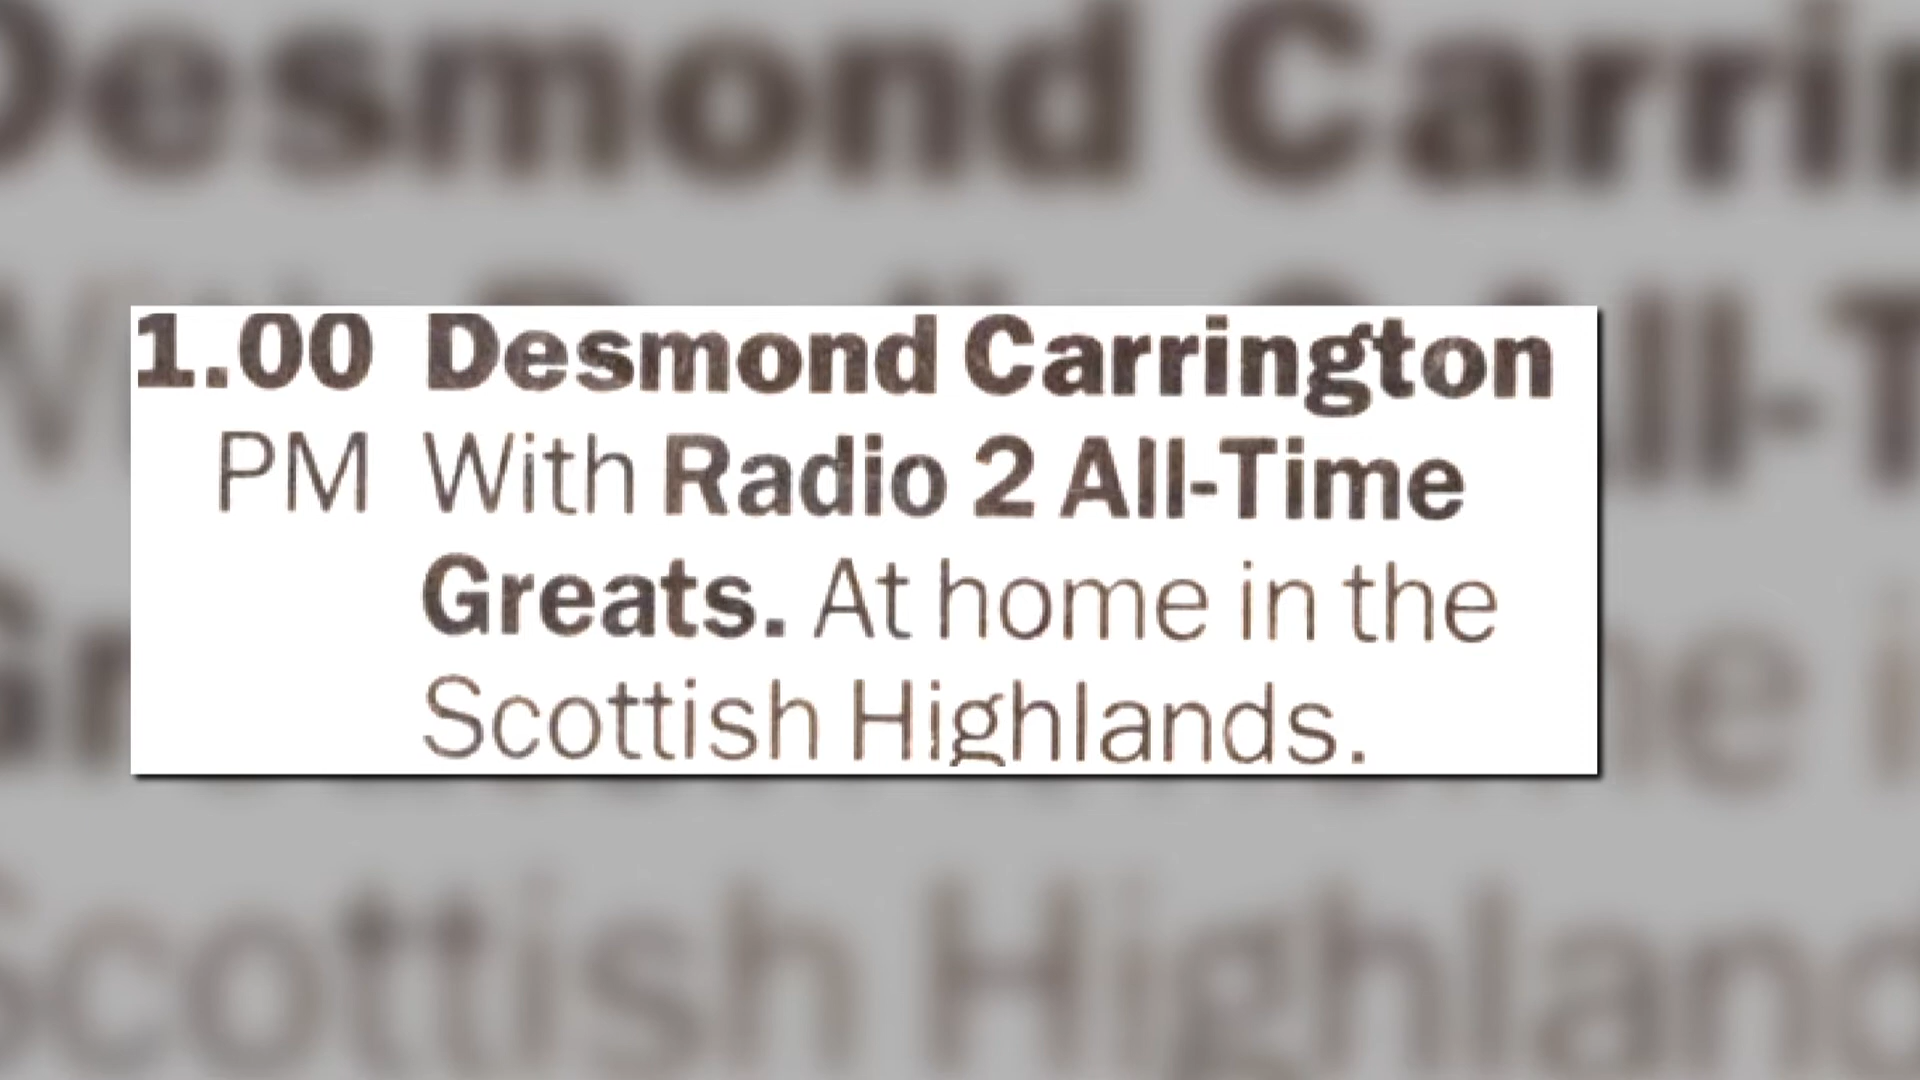 1.00 Desmond Carrington
PM With Radio 2 All-Time
Greats. At home in the
Scottish Highlands.